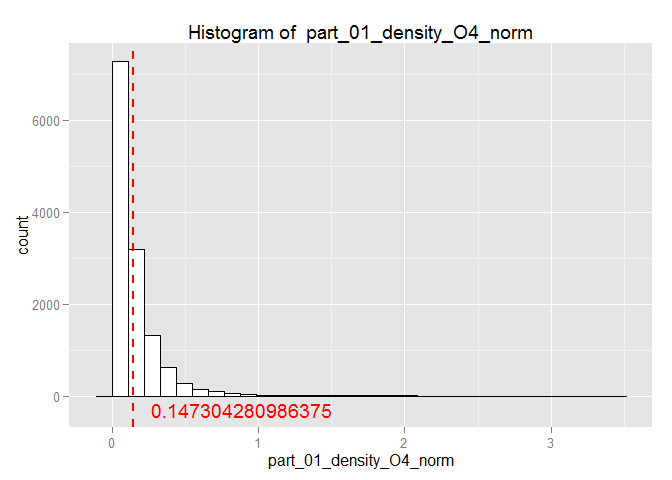 Histogram of  part_01_density_O4_norm
count
6000
4000
2000
0
0.147304280986375
0 1 2 3
part_01_density_O4_norm